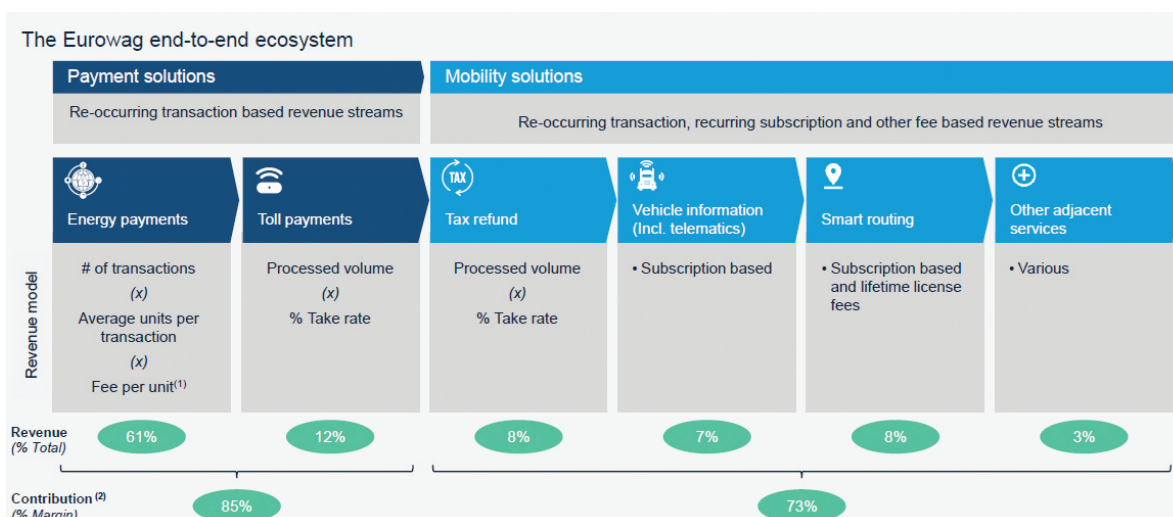 The Eurowag end-to-end ecosystem
Payment solutions
Mobility solutions
Re-occurring transaction based revenue streams
Re-occurring transaction, recurring subscription and other fee based revenue streams
TAX
Energy payments
Toll payments
Tax refund
Vehicle information
(Incl. telematics)
Smart routing
Other adjacent
services
Revenue model
# of transactions
(x)
Average units per
transaction
(x)
Fee per unit(1)
Processed volume
(x)
% Take rate
Processed volume
(x)
% Take rate
• Subscription based
• Subscription based
and lifetime license
fees
• Various
Revenue
(% Total)
61%
12%
8%
7%
8%
3%
Contribution (2)
(% Margin)
85%
73%